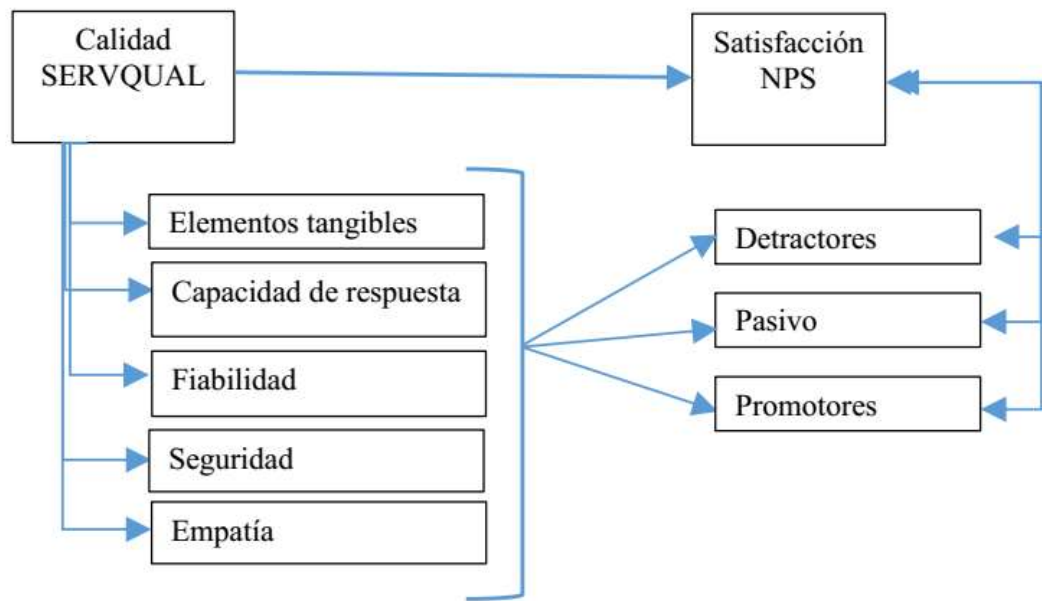 Calidad
SERVQUAL
Satisfacción
NPS
Elementos tangibles
Capacidad de respuesta
Fiabilidad
Seguridad
Empatía
Detractores
Pasivo
Promotores